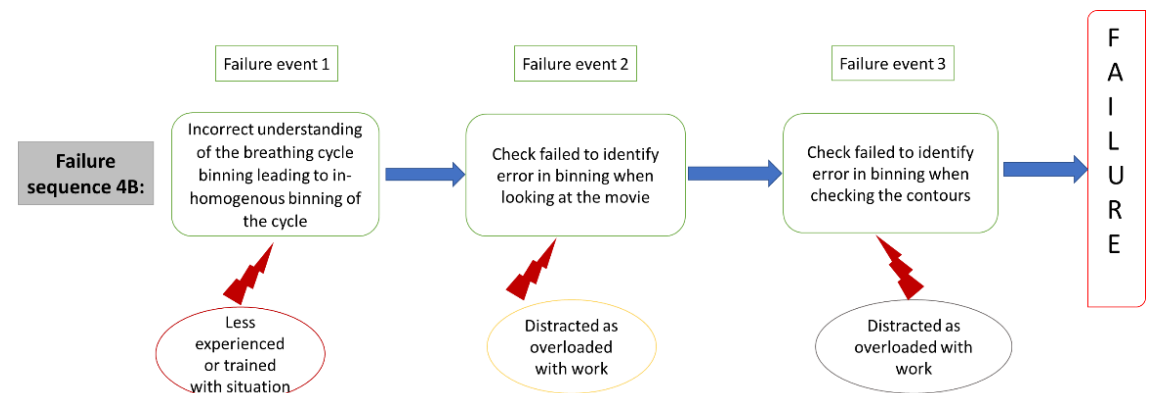 Failure event 1
Failure event 2
Failure event 3
Failure
sequence 4B:
Incorrect understanding
of the breathing cycle
binning leading to in-
homogenous binning of
the cycle
Check failed to identify
error in binning when
looking at the movie
Check failed to identify
error in binning when
checking the contours
F
A
I
L
U
R
E
Less
experienced
or trained
with situation
Distracted as
overloaded
with work
Distracted as
overloaded with
work